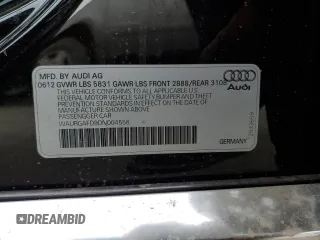 MFD. BY AUDI AG
0612 GVWR LBS 5831 GAWR LBS FRONT 2888/REAR 3108
THIS VEHICLE CONFORMS TO ALL APPLICABLE U.S.
FEDERAL MOTOR VEHICLE SAFETY BUMPER AND THEFT
PREVENTION STANDARDS IN EFFECT ON THE DATE OF
MANUFACTURE SHOWN ABOVE
PASSENGER CAR
Audi
GERMANY
DISCLAIMER